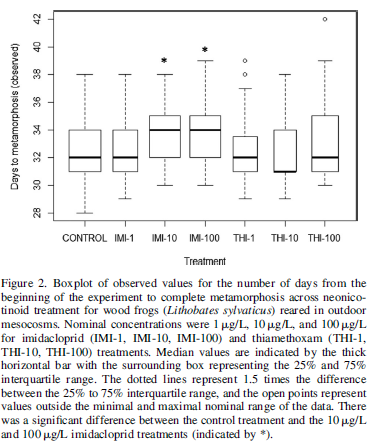 42
40
38
36
34
32
30
28
Days to metamorphosis (observed)
*
*
CONTROL IMI-1 IMI-10 IMI-100 THI-1 THI-10 THI-100
Treatment
Figure 2. Boxplot of observed values for the number of days from the
beginning of the experiment to complete metamorphosis across neonico-
tinoid treatment for wood frogs (Lithobates sylvaticus) reared in outdoor
mesocosms. Nominal concentrations were 1 μg/L, 10 μg/L, and 100 μg/L
for imidacloprid (IMI-1, IMI-10, IMI-100) and thiamethoxam (THI-1,
THI-10, THI-100) treatments. Median values are indicated by the thick
horizontal bar with the surrounding box representing the 25% and 75%
interquartile range. The dotted lines represent 1.5 times the difference
between the 25% to 75% interquartile range, and the open points represent
values outside the minimal and maximal nominal range of the data. There
was a significant difference between the control treatment and the 10 μg/L
and 100 μg/L imidacloprid treatments (indicated by *).